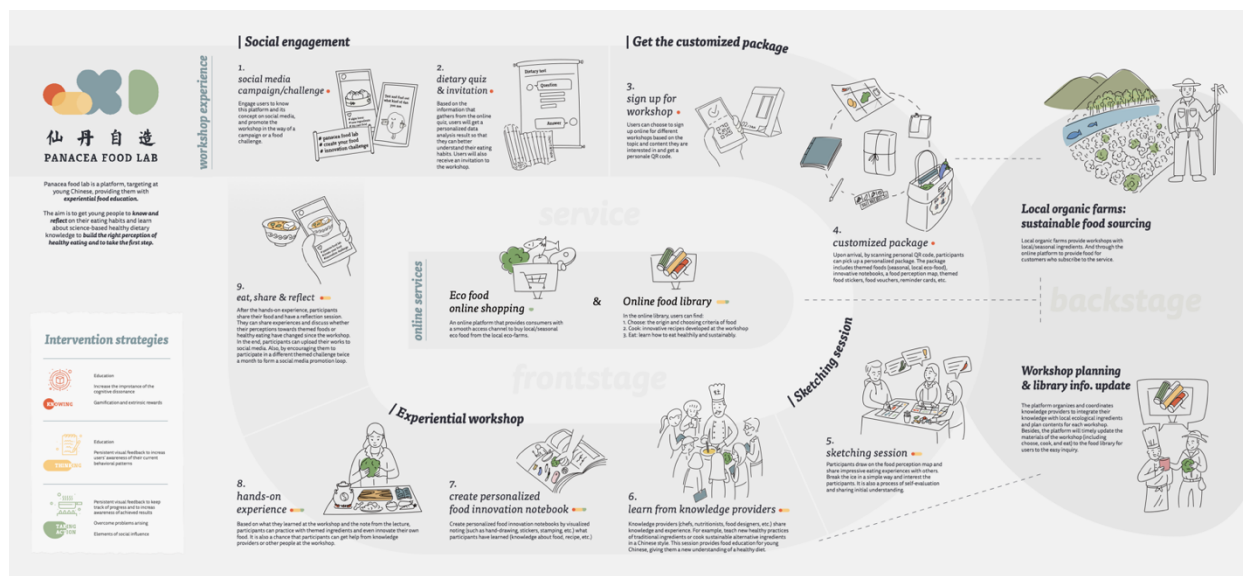 仙丹自造
PANACEA FOOD LAB
Panacea food lab is a platform, targeting at
young Chinese, providing them with
experiential food education.
The aim is to get young people to know and
reflect on their eating habits and learn
about science-based healthy dietary
knowledge to build the right perception of
healthy eating and to take the first step.
Intervention strategies
KNOWING
Education
Increase the importance of the
cognitive dissonance
Gamification and extrinsic rewards
THINKING
Education
Persistent visual feedback to increas
users' awareness of their current
behavioral patterns
TAKING
ACTION
Persistent visual feedback to keep
track of progress and to increase
awareness of achieved results
Overcome problems arising
Elements of social influence
workshop experience
| Social engagement
1.
social media
campaign/challenge
Engage users to know
this platform and its
concept on social media,
and promote the
workshop in the way of a
campaign or a food
challenge.
# panacea food lab
# create your food
# innovation challenge
2.
dietary quiz
& invitation
Based on the
information that
gathers from the online
quiz, users will get a
personalized data
analysis result so that
they can better
understand their eating
habits. Users will also
receive an invitation to
the workshop.
Dietary test
Question
Answer
| Get the customized package
3.
sign up for
workshop
Users can choose to sign
up online for different
workshops based on the
topic and content they are
interested in and get a
personale QR code.
4.
customized package
Upon arrival, by scanning personal QR code, participants
can pick up a personalized package. The package
includes themed foods (seasonal, local eco-food),
innovative notebooks, a food perception map, themed
food stickers, food vouchers, reminder cards, etc.
| Sketching session
5.
sketching session
Participants draw on the food perception map and
share impressive eating experiences with others.
Break the ice in a simple way and interest the
participants. It is also a process of self-evaluation
and sharing initial understanding.
| Experiential workshop
6.
learn from knowledge providers
Knowledge providers (chefs, nutritionists, food designers, etc.) share
knowledge and experience. For example, teach new healthy practices
of traditional ingredients or cook sustainable alternative ingredients
in a Chinese style. This session provides food education for young
Chinese, giving them a new understanding of a healthy diet.
7.
create personalized
food innovation notebook
Create personalized food innovation notebooks by visualized
noting (such as hand-drawing, stickers, stamping, etc.) what
participants have learned (knowledge about food, recipe, etc.)
8.
hands-on
experience
Based on what they learned at the workshop and the note from the lecture,
participants can practice with themed ingredients and even innovate their own
food. It is also a chance that participants can get help from knowledge
providers or other people at the workshop.
9.
eat, share & reflect
After the hands-on experience, participants
share their food and have a reflection session.
They can share experiences and discuss whether
their perceptions towards themed foods or
healthy eating have changed since the workshop.
In the end, participants can upload their works to
social media. Also, by encouraging them to
participate in a different themed challenge twice
a month to form a social media promotion loop.
service
online services
Eco food
online shopping
An online platform that provides consumers with
a smooth access channel to buy local/seasonal
eco food from the local eco-farms.
&
Online food library
In the online library, users can find:
1. Choose: the origin and choosing criteria of food
2. Cook: innovative recipes developed at the workshop
3. Eat: learn how to eat healthily and sustainably.
frontstage
backstage
Local organic farms:
sustainable food sourcing
Local organic farms provide workshops with
local/seasonal ingredients. And through the
online platform to provide food for
customers who subscribe to the service.
Workshop planning
& library info. update
The platform organizes and coordinates
knowledge providers to integrate their
knowledge with local ecological ingredients
and plan contents for each workshop.
Besides, the platform will timely update the
materials of the workshop (including
choose, cook, and eat) to the food library for
users to the easy inquiry.